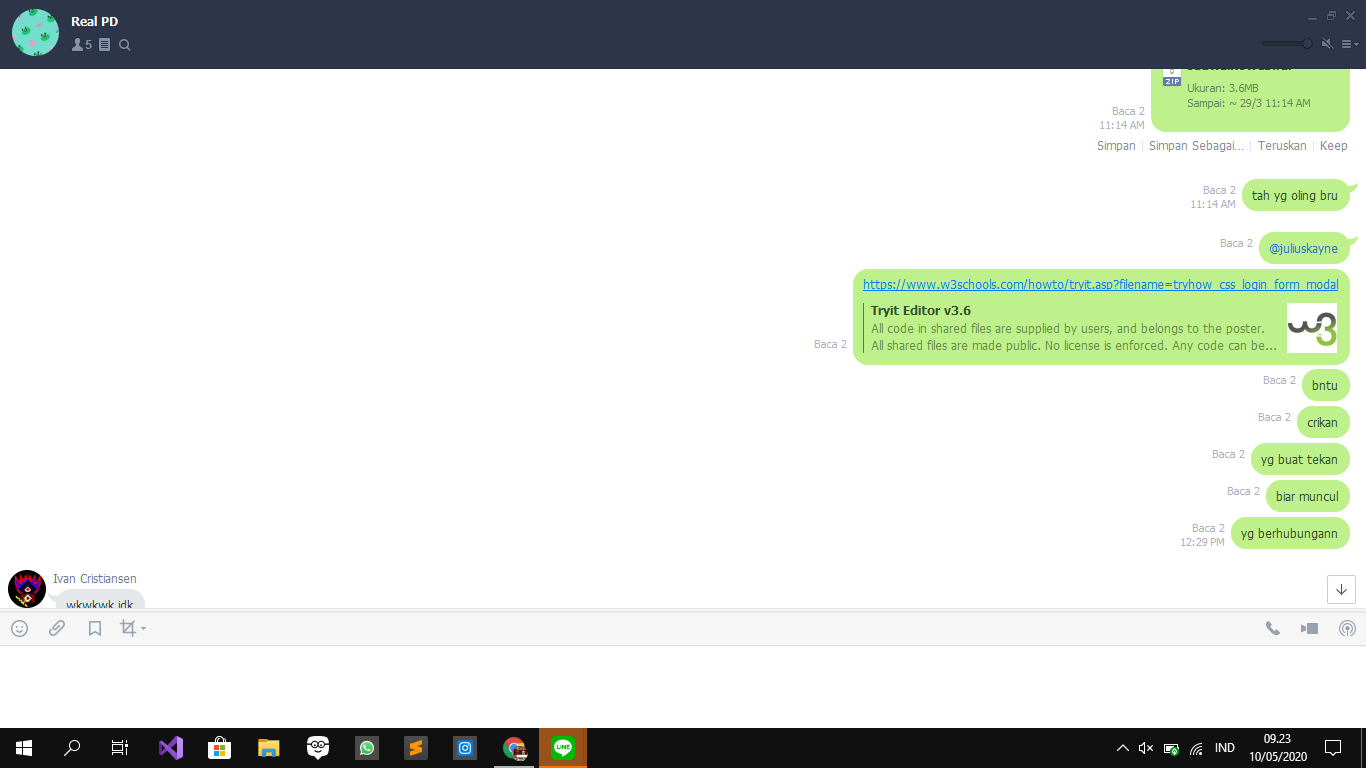 Real PD
5
ZIP
Ukuran: 3.6MB
Sampai: ~ 29/3 11:14 AM
Baca 2
11:14 AM
Simpan
Simpan Sebagai...
Teruskan
Keep
Baca 2
11:14 AM
tah yg oling bru
Baca 2
@juliuskayne
https://www.w3schools.com/howto/tryit.asp?filename=tryhow_css_login_form_modal
Tryit Editor v3.6
All code in shared files are supplied by users, and belongs to the poster.
All shared files are made public. No license is enforced. Any code can be...
w3
Baca 2
Baca 2
bntu
Baca 2
crikan
Baca 2
yg buat tekan
Baca 2
biar muncul
Baca 2
12:29 PM
yg berhubungann
Ivan Cristiansen
wkwkwk idk
LINE
IND
09.23
10/05/2020